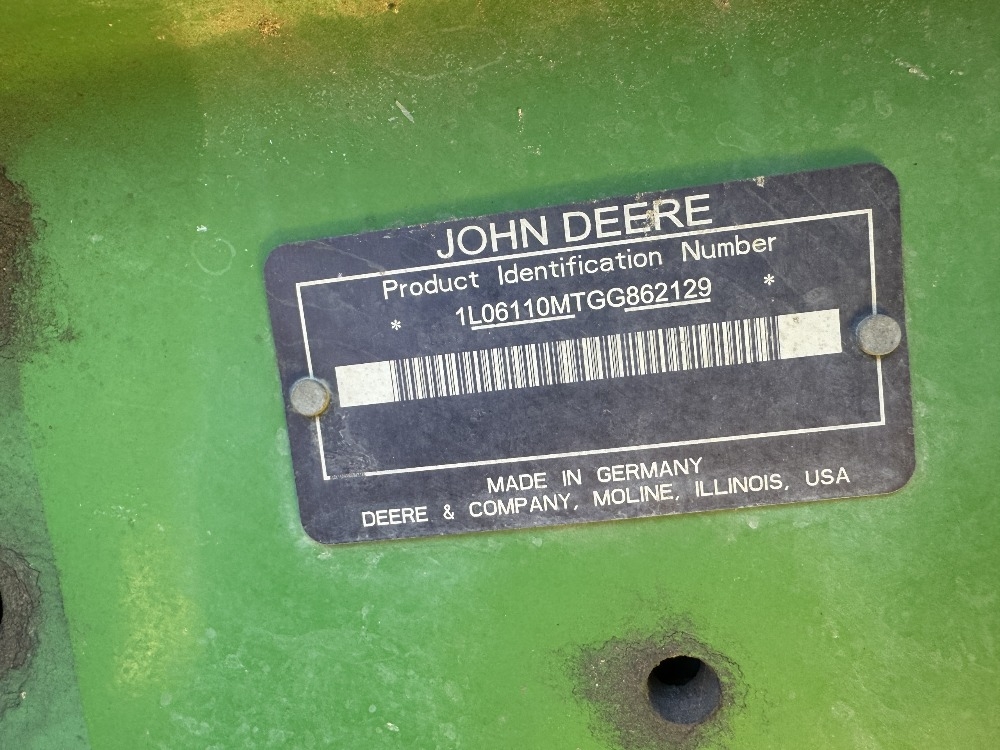 JOHN DEERE
Product Identification Number
* 1L06110MTGG862129 *
MADE IN GERMANY
DEERE & COMPANY, MOLINE, ILLINOIS, USA